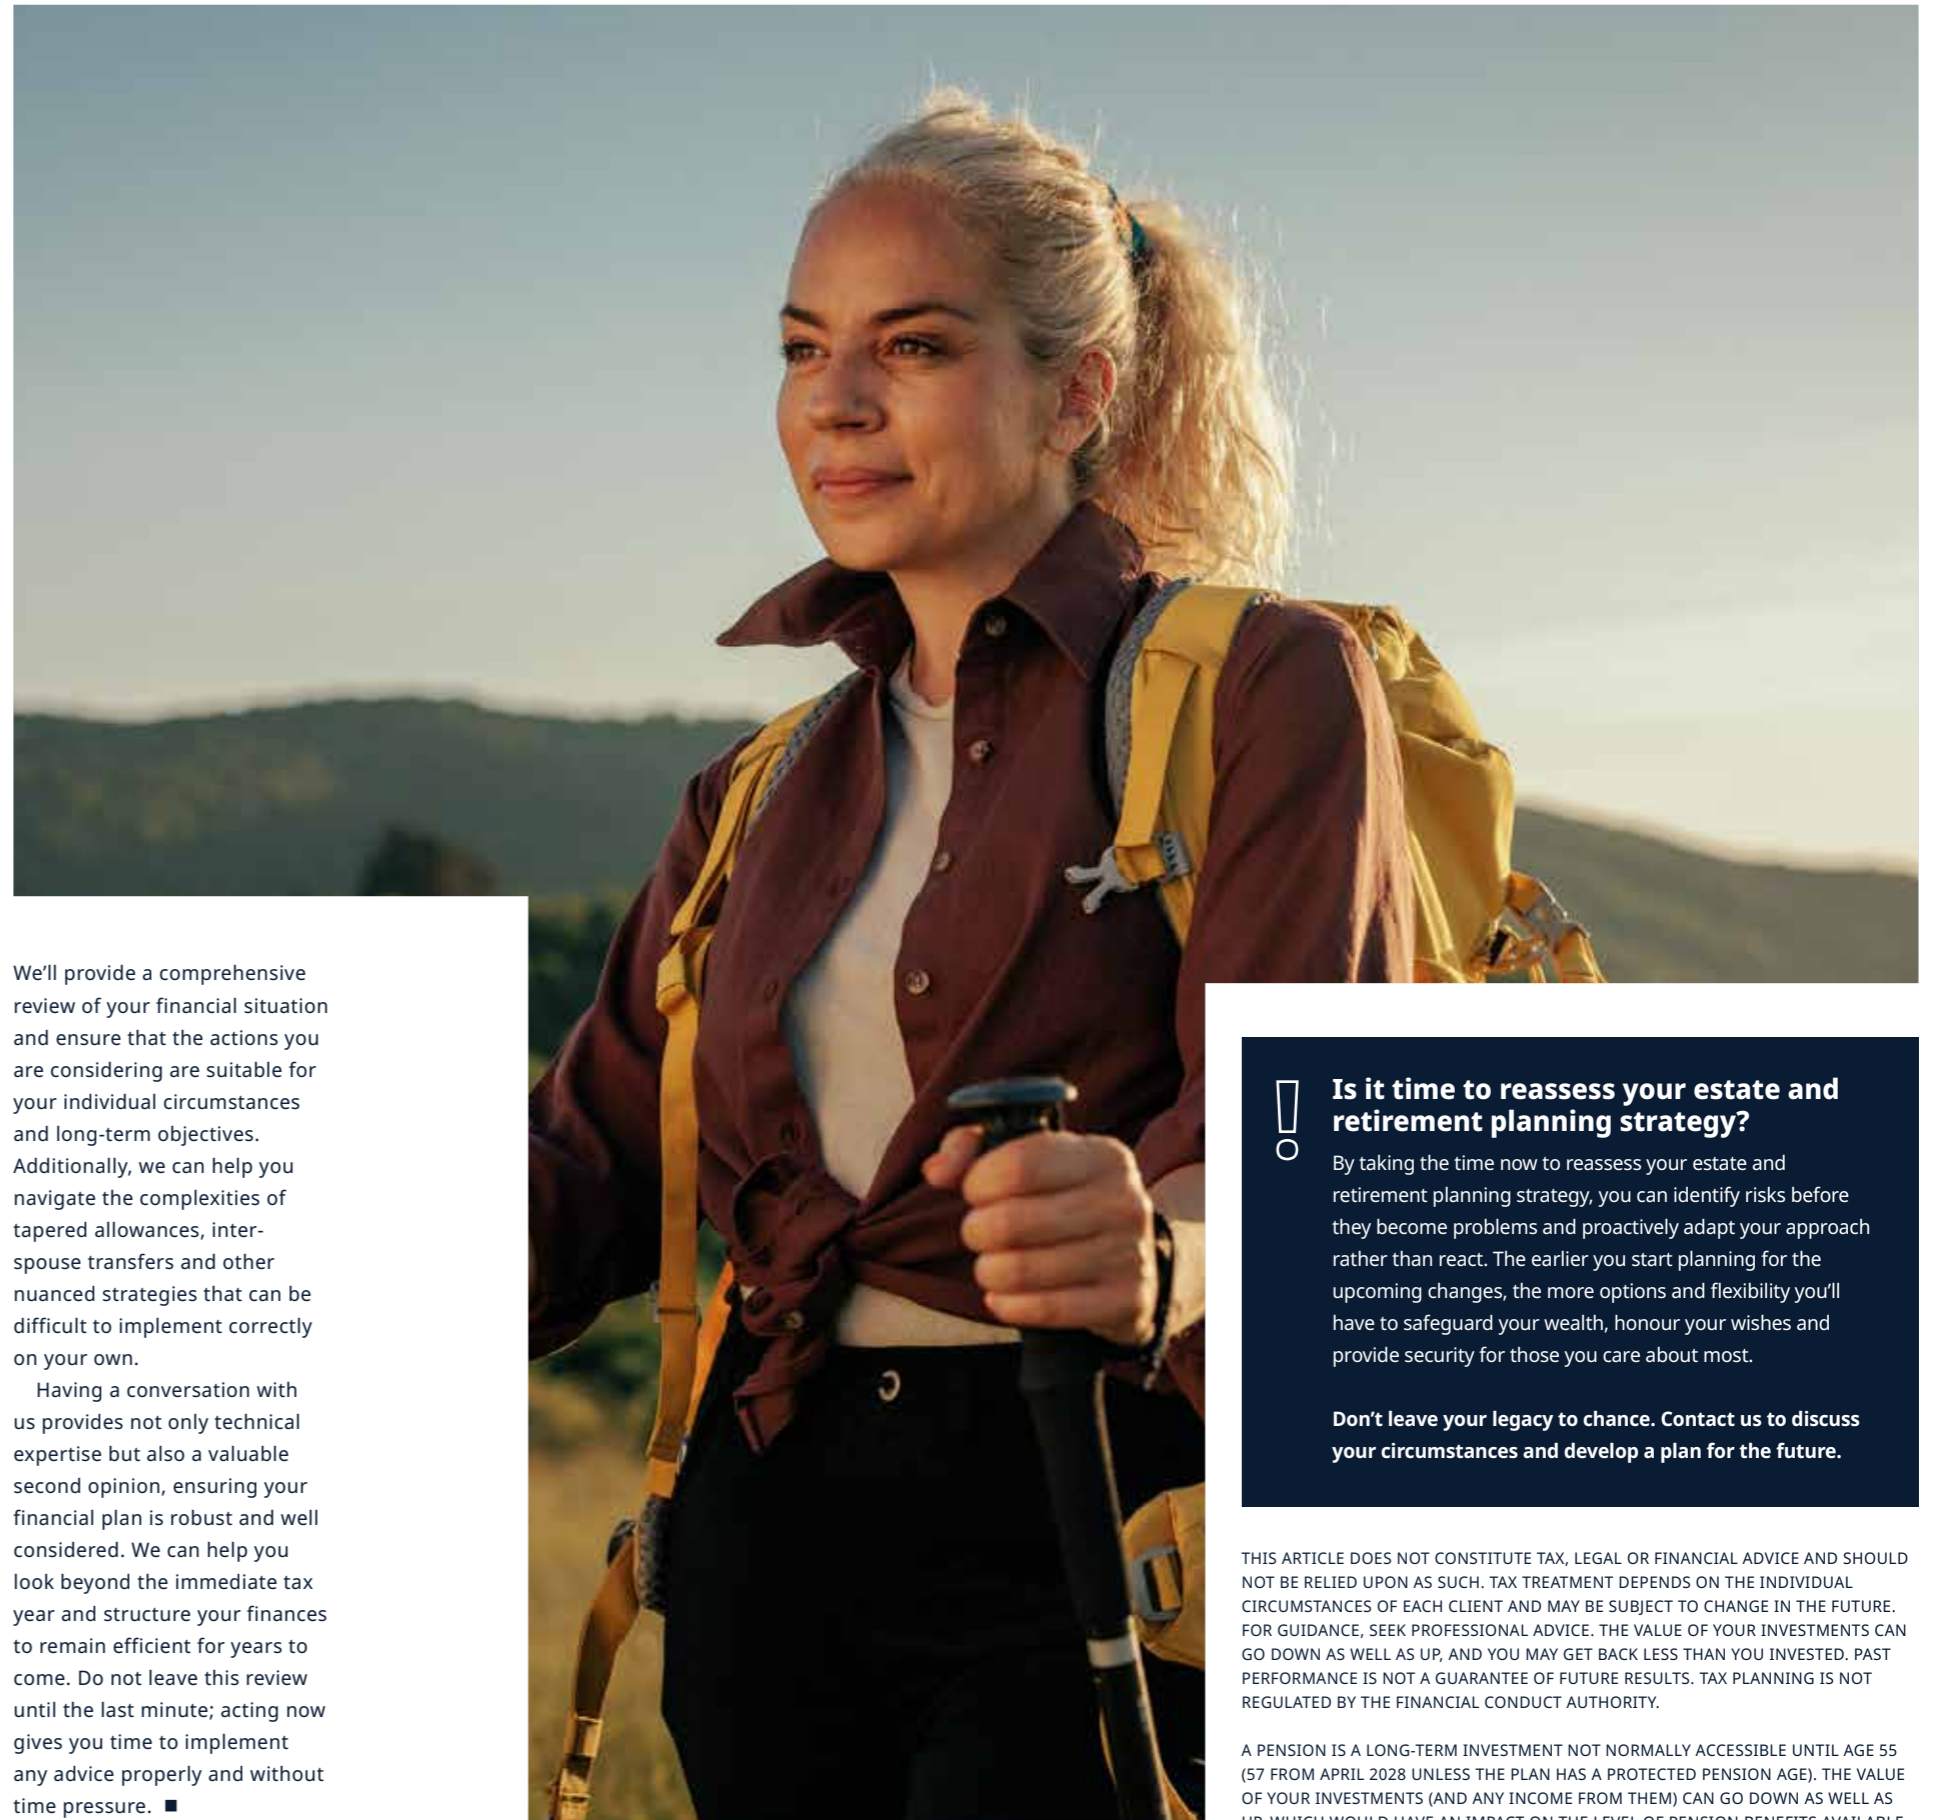 We’ll provide a comprehensive
review of your financial situation
and ensure that the actions you
are considering are suitable for
your individual circumstances
and long-term objectives.
Additionally, we can help you
navigate the complexities of
tapered allowances, inter-
spouse transfers and other
nuanced strategies that can be
difficult to implement correctly
on your own.
Having a conversation with
us provides not only technical
expertise but also a valuable
second opinion, ensuring your
financial plan is robust and well
considered. We can help you
look beyond the immediate tax
year and structure your finances
to remain efficient for years to
come. Do not leave this review
until the last minute; acting now
gives you time to implement
any advice properly and without
time pressure. ■
!
Is it time to reassess your estate and
retirement planning strategy?
By taking the time now to reassess your estate and
retirement planning strategy, you can identify risks before
they become problems and proactively adapt your approach
rather than react. The earlier you start planning for the
upcoming changes, the more options and flexibility you’ll
have to safeguard your wealth, honour your wishes and
provide security for those you care about most.
Don’t leave your legacy to chance. Contact us to discuss
your circumstances and develop a plan for the future.
THIS ARTICLE DOES NOT CONSTITUTE TAX, LEGAL OR FINANCIAL ADVICE AND SHOULD
NOT BE RELIED UPON AS SUCH. TAX TREATMENT DEPENDS ON THE INDIVIDUAL
CIRCUMSTANCES OF EACH CLIENT AND MAY BE SUBJECT TO CHANGE IN THE FUTURE.
FOR GUIDANCE, SEEK PROFESSIONAL ADVICE. THE VALUE OF YOUR INVESTMENTS CAN
GO DOWN AS WELL AS UP, AND YOU MAY GET BACK LESS THAN YOU INVESTED. PAST
PERFORMANCE IS NOT A GUARANTEE OF FUTURE RESULTS. TAX PLANNING IS NOT
REGULATED BY THE FINANCIAL CONDUCT AUTHORITY.
A PENSION IS A LONG-TERM INVESTMENT NOT NORMALLY ACCESSIBLE UNTIL AGE 55
(57 FROM APRIL 2028 UNLESS THE PLAN HAS A PROTECTED PENSION AGE). THE VALUE
OF YOUR INVESTMENTS (AND ANY INCOME FROM THEM) CAN GO DOWN AS WELL AS
UP, WHICH WOULD HAVE AN IMPACT ON THE LEVEL OF PENSION BENEFITS AVAILABLE.